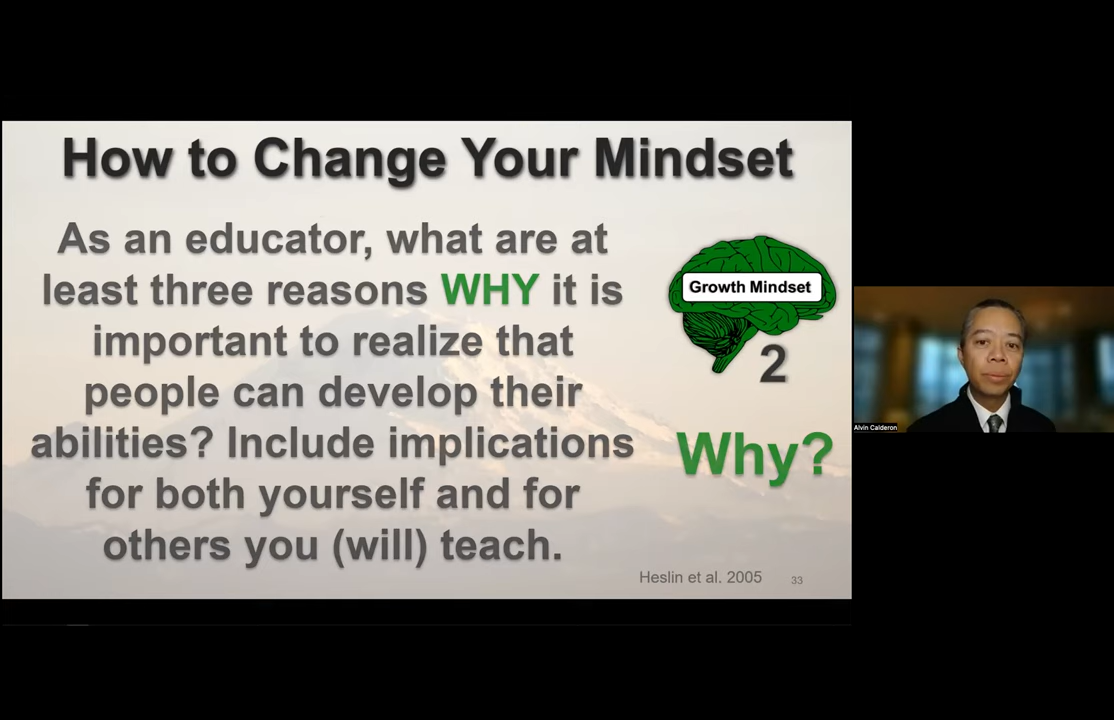 How to Change Your Mindset
As an educator, what are at
least three reasons WHY it is
important to realize that
people can develop their
abilities? Include implications
for both yourself and for
others you (will) teach.
Growth Mindset
2
Why?
Heslin et al. 2005
33
Alvin Calderon